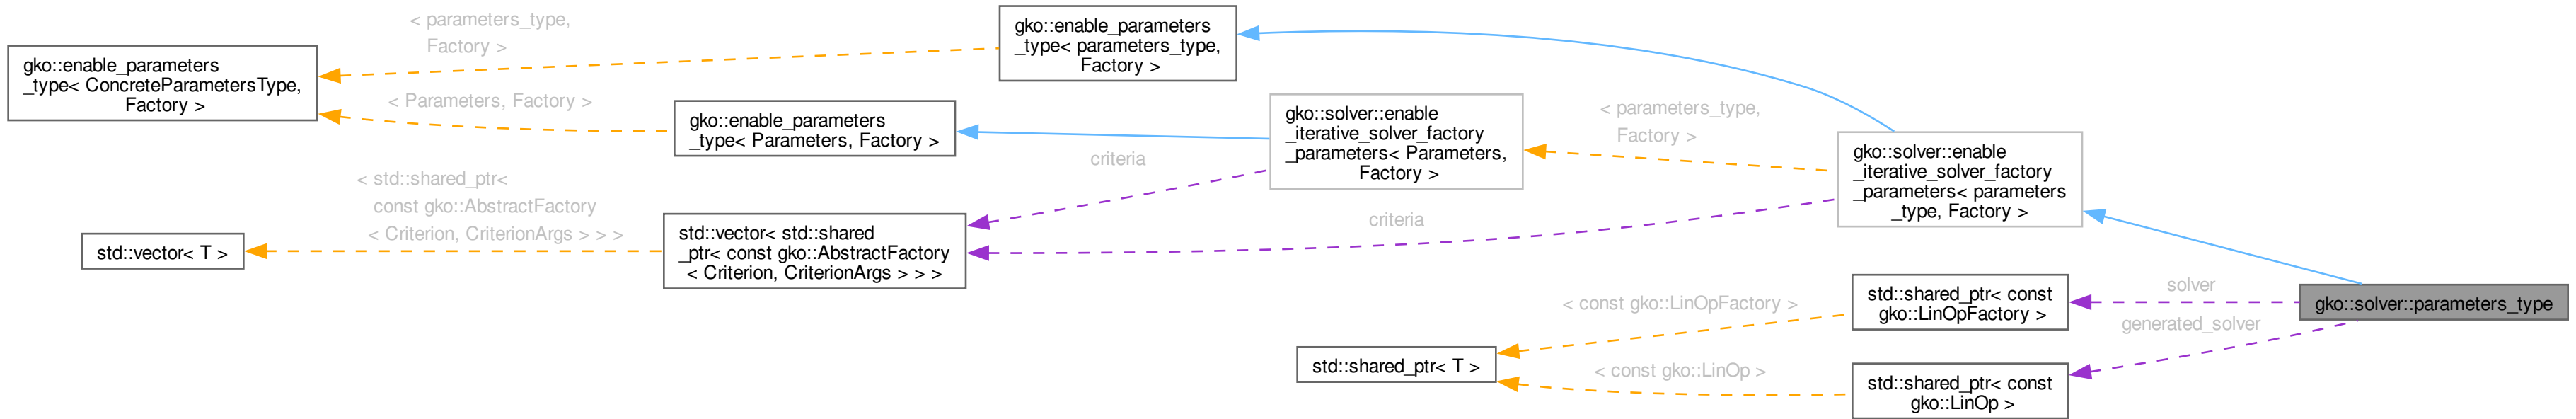 < parameters_type,
Factory >
gko::enable_parameters
_type< ConcreteParametersType,
Factory >
< Parameters, Factory >
gko::enable_parameters
_type< parameters_type,
Factory >
gko::enable_parameters
_type< Parameters, Factory >
gko::solver::enable
_iterative_solver_factory
_parameters< Parameters,
Factory >
< parameters_type,
Factory >
gko::solver::enable
_iterative_solver_factory
_parameters< parameters
_type, Factory >
criteria
criteria
< std::shared_ptr<
const gko::AbstractFactory
< Criterion, CriterionArgs > > >
std::vector< T >
std::vector< std::shared
_ptr< const gko::AbstractFactory
< Criterion, CriterionArgs > > >
< const gko::LinOpFactory >
std::shared_ptr< const
gko::LinOpFactory >
solver
generated_solver
gko::solver::parameters_type
std::shared_ptr< T >
< const gko::LinOp >
std::shared_ptr< const
gko::LinOp >